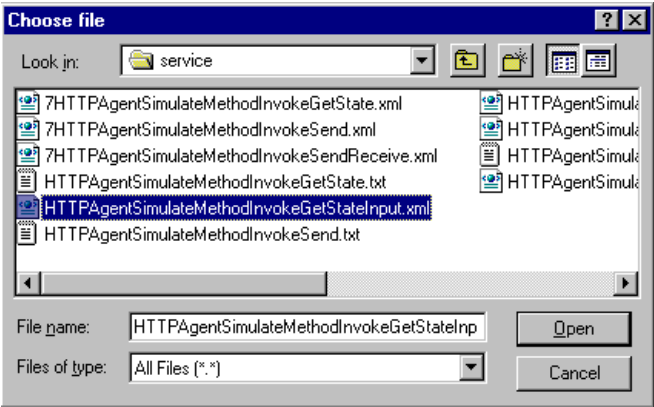 Choose file
Look in: service
7HTTPAgentSimulateMethodInvokeGetState.xml
7HTTPAgentSimulateMethodInvokeSend.xml
7HTTPAgentSimulateMethodInvokeSendReceive.xml
HTTPAgentSimulateMethodInvokeGetState.txt
HTTPAgentSimulateMethodInvokeGetStateInput.xml
HTTPAgentSimulateMethodInvokeSend.txt
HTTPAgentSimula
HTTPAgentSimula
HTTPAgentSimula
HTTPAgentSimula
File name: HTTPAgentSimulateMethodInvokeGetStateInp
Open
Files of type: All Files (*.*)
Cancel